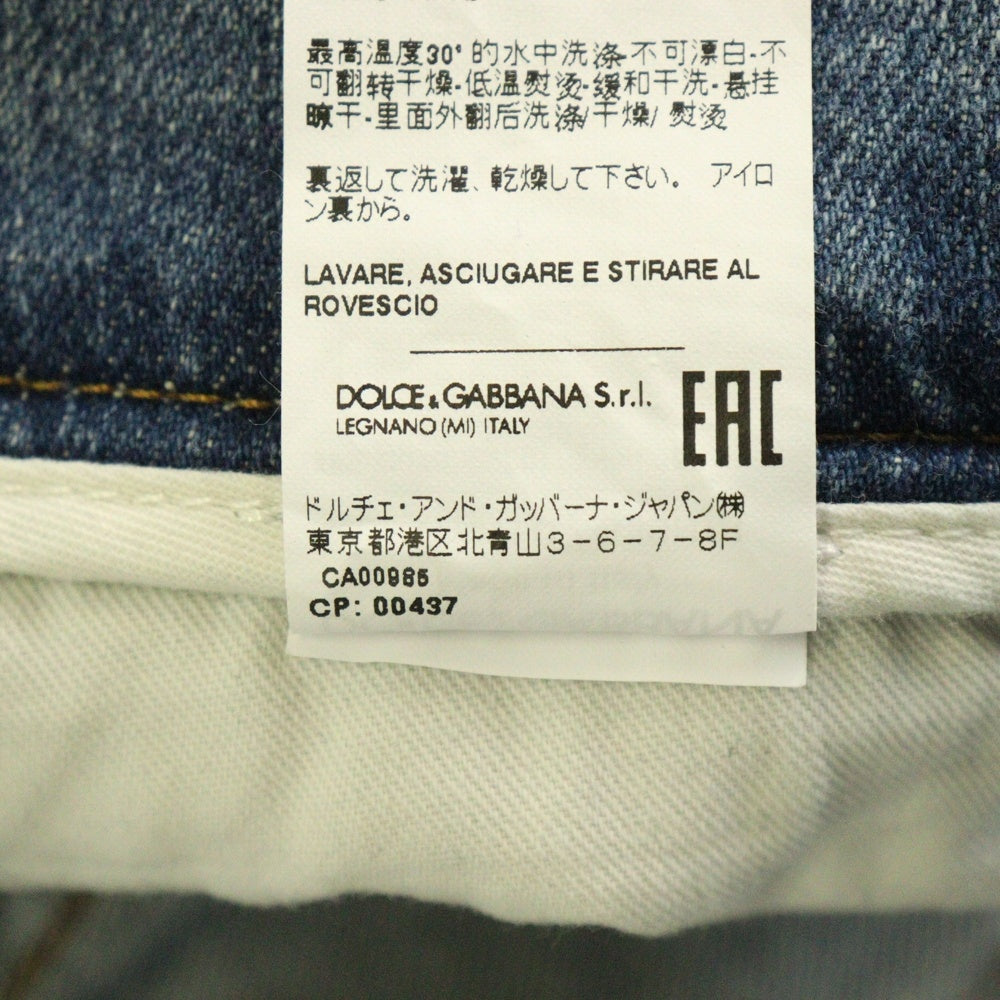 最高温度30°的水中洗涤-不可漂白-不
可翻转干燥-低温熨烫-缓和干洗-悬挂
晾干-里面外翻后洗涤/干燥/ 熨烫
裏返して洗濯、乾燥して下さい。 アイロ
ン裏から。
LAVARE, ASCIUGARE E STIRARE AL
ROVESCIO
DOLCE & GABBANA S.r.l.
LEGNANO (MI) ITALY
EAC
ドルチェ・アンド・ガッバーナ・ジャパン㈱
東京都港区北青山3-6-7-8F
CA00985
CP: 00437